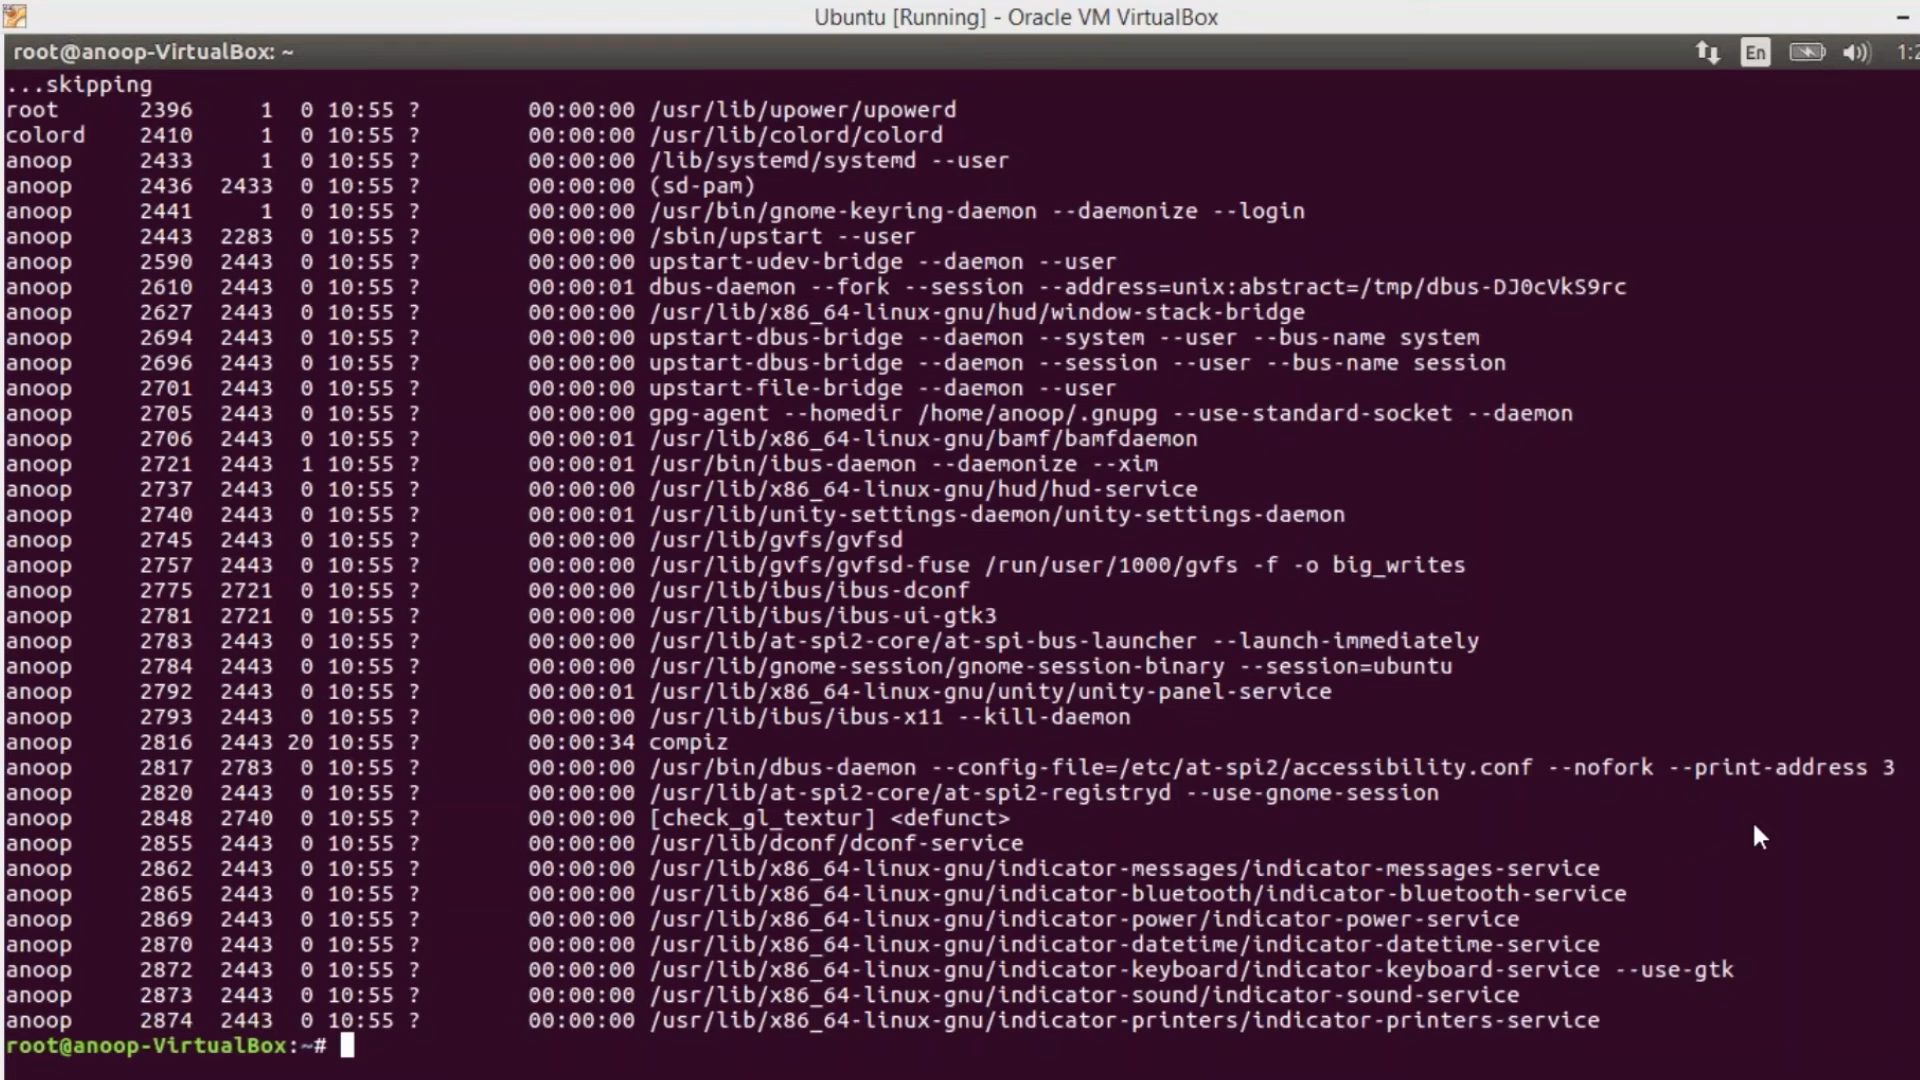 Ubuntu [Running] - Oracle VM VirtualBox
root@anoop-VirtualBox: ~ En
...skipping
root 2396 1 0 10:55 ? 00:00:00 /usr/lib/upower/upowerd
colord 2410 1 0 10:55 ? 00:00:00 /usr/lib/colord/colord
anoop 2433 1 0 10:55 ? 00:00:00 /lib/systemd/systemd --user
anoop 2436 2433 0 10:55 ? 00:00:00 (sd-pam)
anoop 2441 1 0 10:55 ? 00:00:00 /usr/bin/gnome-keyring-daemon --daemonize --login
anoop 2443 2283 0 10:55 ? 00:00:00 /sbin/upstart --user
anoop 2590 2443 0 10:55 ? 00:00:00 upstart-udev-bridge --daemon --user
anoop 2610 2443 0 10:55 ? 00:00:01 dbus-daemon --fork --session --address=unix:abstract=/tmp/dbus-DJ0cVkS9rc
anoop 2627 2443 0 10:55 ? 00:00:00 /usr/lib/x86_64-linux-gnu/hud/window-stack-bridge
anoop 2694 2443 0 10:55 ? 00:00:00 upstart-dbus-bridge --daemon --system --user --bus-name system
anoop 2696 2443 0 10:55 ? 00:00:00 upstart-dbus-bridge --daemon --session --user --bus-name session
anoop 2701 2443 0 10:55 ? 00:00:00 upstart-file-bridge --daemon --user
anoop 2705 2443 0 10:55 ? 00:00:00 gpg-agent --homedir /home/anoop/.gnupg --use-standard-socket --daemon
anoop 2706 2443 0 10:55 ? 00:00:01 /usr/lib/x86_64-linux-gnu/bamf/bamfdaemon
anoop 2721 2443 1 10:55 ? 00:00:01 /usr/bin/ibus-daemon --daemonize --xim
anoop 2737 2443 0 10:55 ? 00:00:00 /usr/lib/x86_64-linux-gnu/hud/hud-service
anoop 2740 2443 0 10:55 ? 00:00:01 /usr/lib/unity-settings-daemon/unity-settings-daemon
anoop 2745 2443 0 10:55 ? 00:00:00 /usr/lib/gvfs/gvfsd
anoop 2757 2443 0 10:55 ? 00:00:00 /usr/lib/gvfs/gvfsd-fuse /run/user/1000/gvfs -f -o big_writes
anoop 2775 2721 0 10:55 ? 00:00:00 /usr/lib/ibus/ibus-dconf
anoop 2781 2721 0 10:55 ? 00:00:00 /usr/lib/ibus/ibus-ui-gtk3
anoop 2783 2443 0 10:55 ? 00:00:00 /usr/lib/at-spi2-core/at-spi-bus-launcher --launch-immediately
anoop 2784 2443 0 10:55 ? 00:00:00 /usr/lib/gnome-session/gnome-session-binary --session=ubuntu
anoop 2792 2443 0 10:55 ? 00:00:01 /usr/lib/x86_64-linux-gnu/unity/unity-panel-service
anoop 2793 2443 0 10:55 ? 00:00:00 /usr/lib/ibus/ibus-x11 --kill-daemon
anoop 2816 2443 20 10:55 ? 00:00:34 compiz
anoop 2817 2783 0 10:55 ? 00:00:00 /usr/bin/dbus-daemon --config-file=/etc/at-spi2/accessibility.conf --nofork --print-address 3
anoop 2820 2443 0 10:55 ? 00:00:00 /usr/lib/at-spi2-core/at-spi2-registryd --use-gnome-session
anoop 2848 2740 0 10:55 ? 00:00:00 [check_gl_textur] <defunct>
anoop 2855 2443 0 10:55 ? 00:00:00 /usr/lib/dconf/dconf-service
anoop 2862 2443 0 10:55 ? 00:00:00 /usr/lib/x86_64-linux-gnu/indicator-messages/indicator-messages-service
anoop 2865 2443 0 10:55 ? 00:00:00 /usr/lib/x86_64-linux-gnu/indicator-bluetooth/indicator-bluetooth-service
anoop 2869 2443 0 10:55 ? 00:00:00 /usr/lib/x86_64-linux-gnu/indicator-power/indicator-power-service
anoop 2870 2443 0 10:55 ? 00:00:00 /usr/lib/x86_64-linux-gnu/indicator-datetime/indicator-datetime-service
anoop 2872 2443 0 10:55 ? 00:00:00 /usr/lib/x86_64-linux-gnu/indicator-keyboard/indicator-keyboard-service --use-gtk
anoop 2873 2443 0 10:55 ? 00:00:00 /usr/lib/x86_64-linux-gnu/indicator-sound/indicator-sound-service
anoop 2874 2443 0 10:55 ? 00:00:00 /usr/lib/x86_64-linux-gnu/indicator-printers/indicator-printers-service
root@anoop-VirtualBox:~#